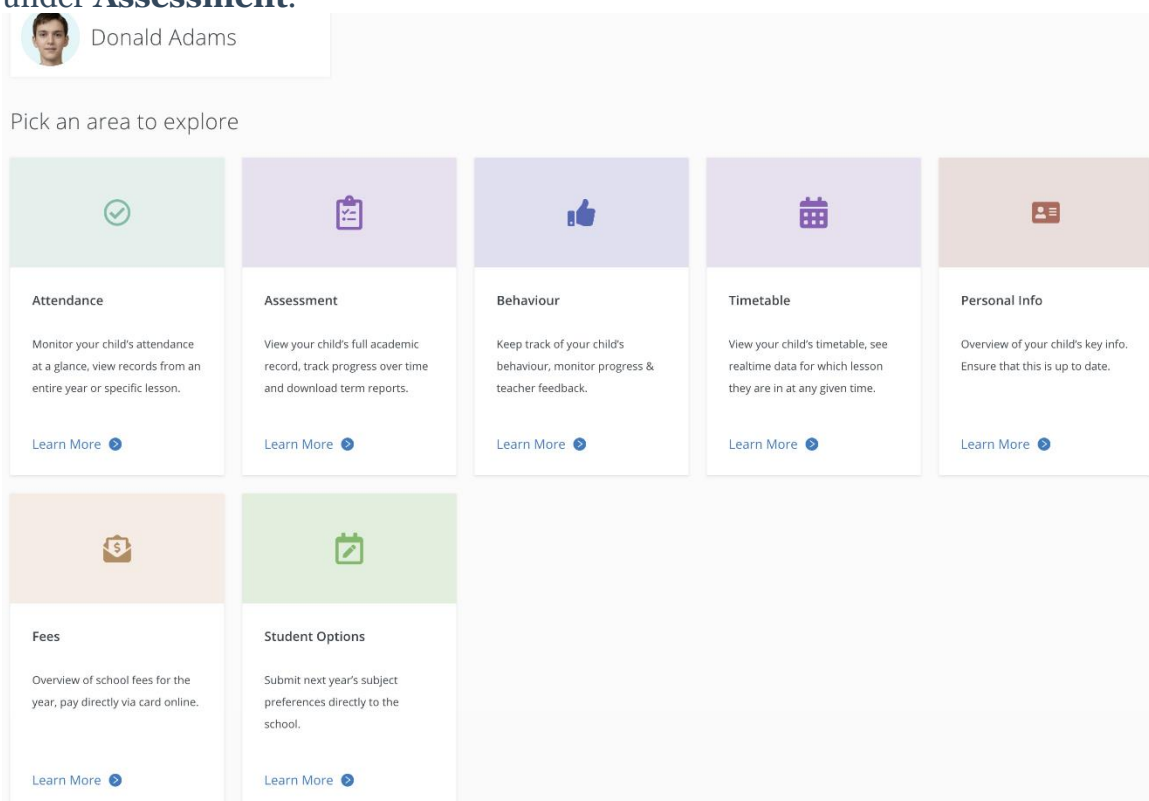 under Assessment.
Donald Adams
Pick an area to explore
Attendance
Monitor your child's attendance
at a glance, view records from an
entire year or specific lesson.
Learn More
Assessment
View your child's full academic
record, track progress over time
and download term reports.
Learn More
Behaviour
Keep track of your child's
behaviour, monitor progress &
teacher feedback.
Learn More
Timetable
View your child's timetable, see
realtime data for which lesson
they are in at any given time.
Learn More
Personal Info
Overview of your child's key info.
Ensure that this is up to date.
Learn More
Fees
Overview of school fees for the
year, pay directly via card online.
Learn More
Student Options
Submit next year's subject
preferences directly to the
school.
Learn More